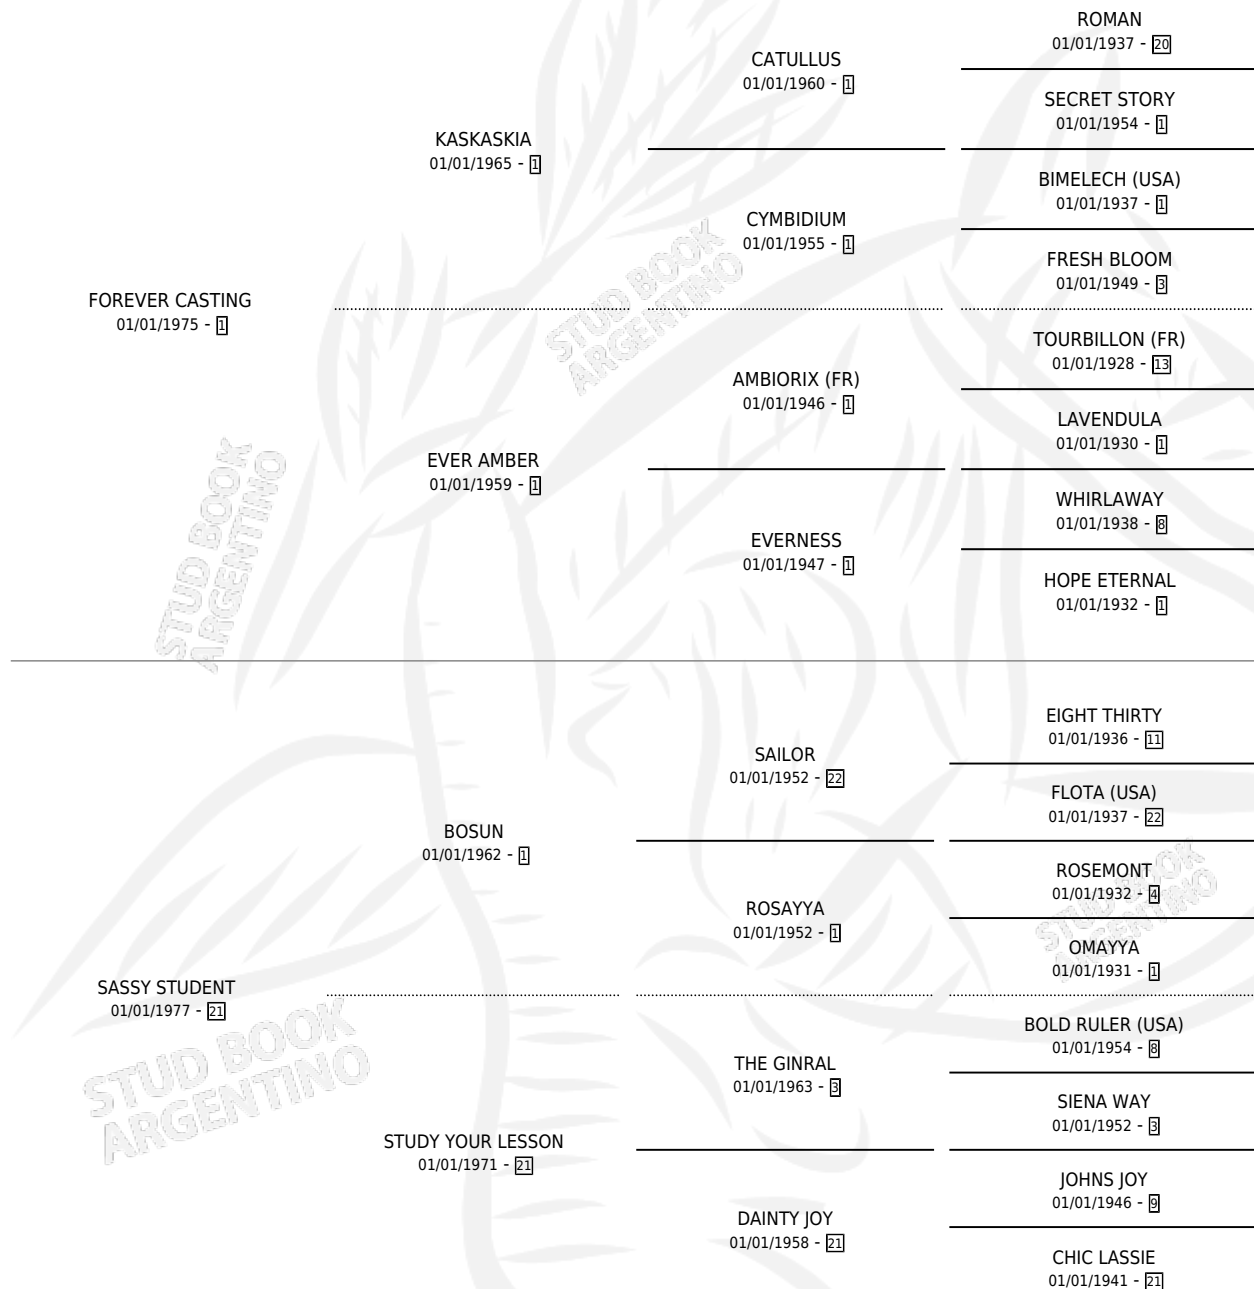 FOREVER CASTING
01/01/1975 - 1
KASKASKIA
01/01/1965 - 1
CATULLUS
01/01/1960 - 1
ROMAN
01/01/1937 - 20
SECRET STORY
01/01/1954 - 1
CYMBIDIUM
01/01/1955 - 1
BIMELECH (USA)
01/01/1937 - 1
FRESH BLOOM
01/01/1949 - 3
EVER AMBER
01/01/1959 - 1
AMBIORIX (FR)
01/01/1946 - 1
TOURBILLON (FR)
01/01/1928 - 13
LAVENDULA
01/01/1930 - 1
EVERNESS
01/01/1947 - 1
WHIRLAWAY
01/01/1938 - 8
HOPE ETERNAL
01/01/1932 - 1
SASSY STUDENT
01/01/1977 - 21
BOSUN
01/01/1962 - 1
SAILOR
01/01/1952 - 22
EIGHT THIRTY
01/01/1936 - 11
FLOTA (USA)
01/01/1937 - 22
ROSAYYA
01/01/1952 - 1
ROSEMONT
01/01/1932 - 4
OMAYYA
01/01/1931 - 1
STUDY YOUR LESSON
01/01/1971 - 21
THE GINRAL
01/01/1963 - 3
BOLD RULER (USA)
01/01/1954 - 8
SIENA WAY
01/01/1952 - 3
DAINTY JOY
01/01/1958 - 21
JOHNS JOY
01/01/1946 - 9
CHIC LASSIE
01/01/1941 - 21
STUD BOOK
ARGENTINO
STUD BOOK
ARGENTINO
STUD BOOK
ARGENTINO
STUD BOOK
ARGENTINO